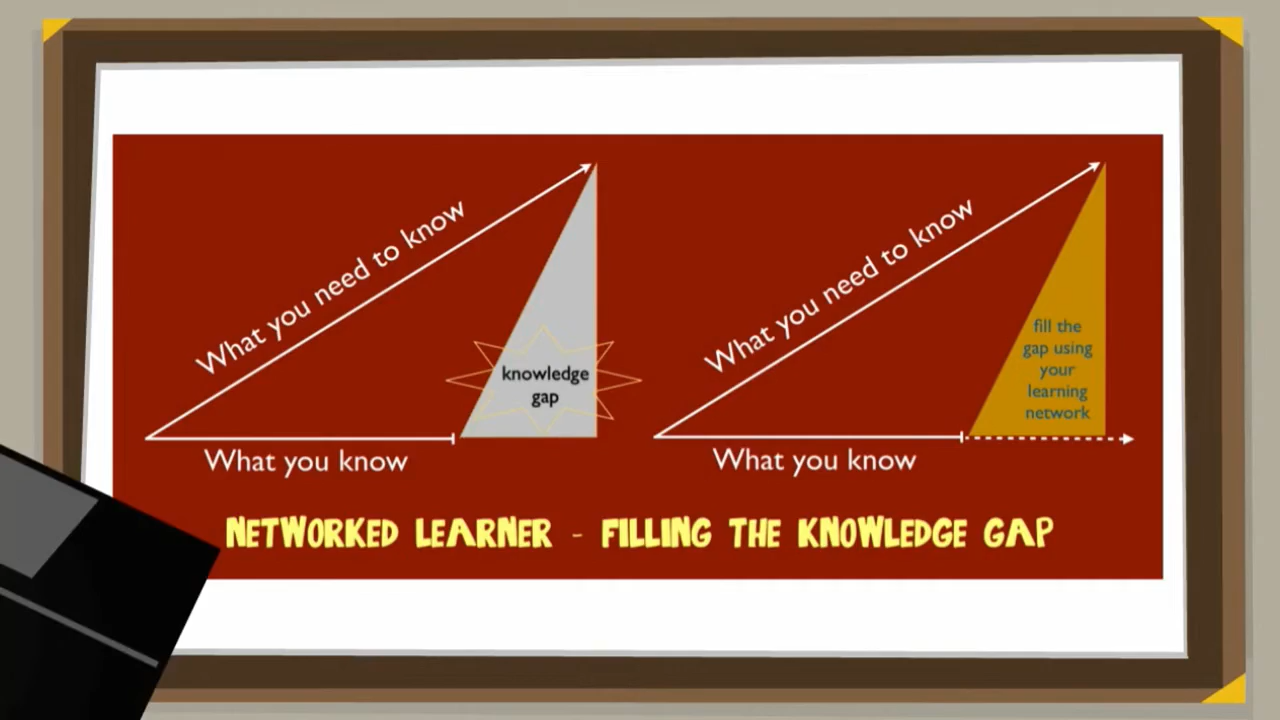 What you need to know
knowledge
gap
What you know
What you need to know
fill the
gap using
your
learning
network
What you know
NETWORKED LEARNER - FILLING THE KNOWLEDGE GAP